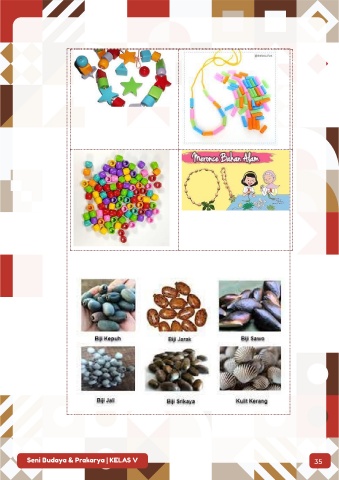 Meronce Bahan Alam
Biji Kepuh
Biji Jarak
Biji Sawo
Biji Jali
Biji Srikaya
Kulit Kerang
Seni Budaya & Prakarya | KELAS V
35